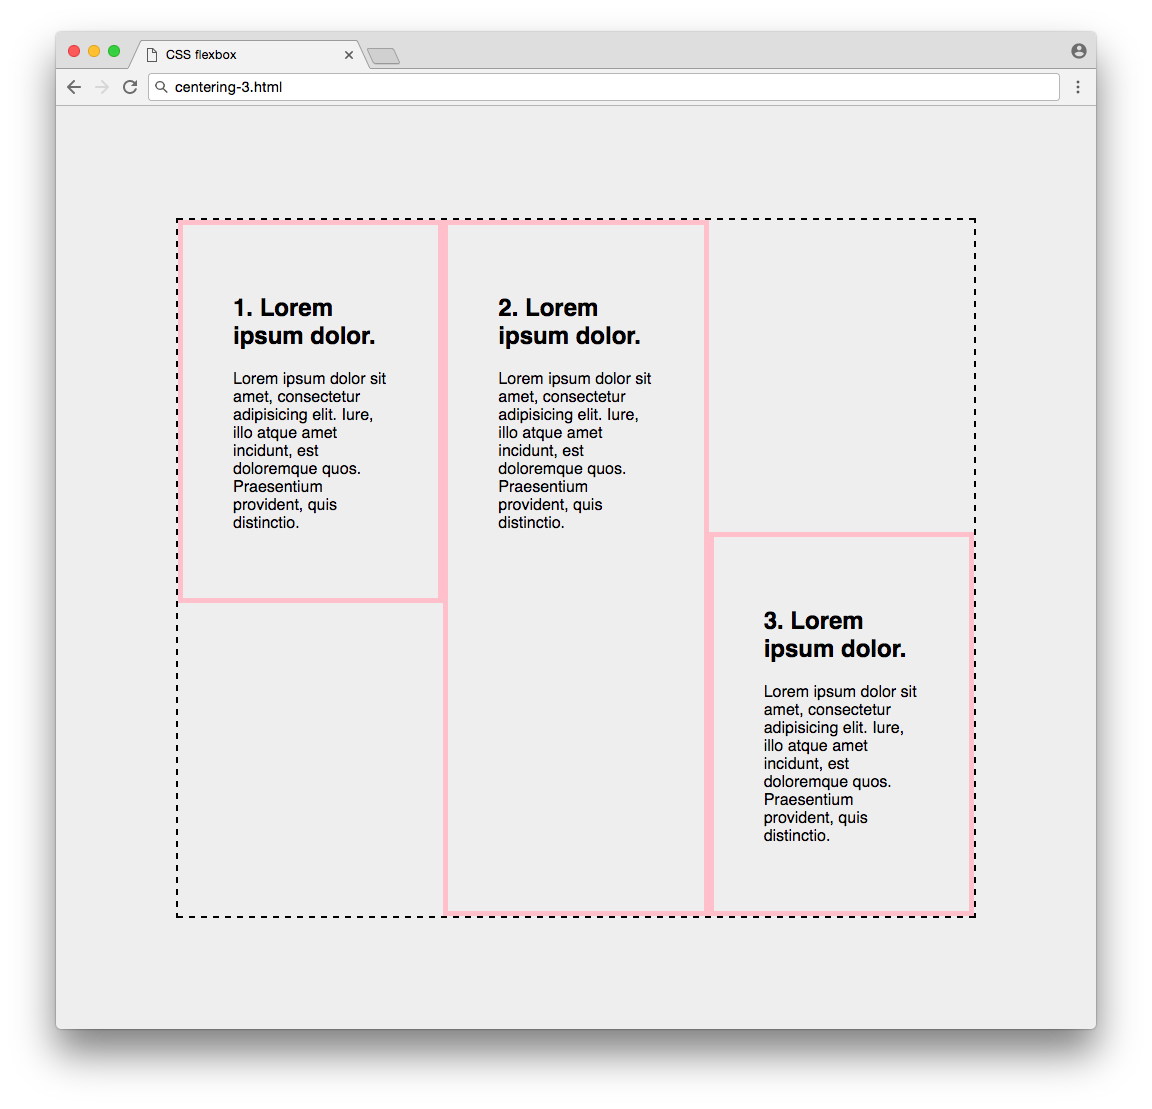 CSS flexbox
centering-3.html
1. Lorem
ipsum dolor.
Lorem ipsum dolor sit
amet, consectetur
adipisicing elit. Iure,
illo atque amet
incidunt, est
doloremque quos.
Praesentium
provident, quis
distinctio.
2. Lorem
ipsum dolor.
Lorem ipsum dolor sit
amet, consectetur
adipisicing elit. Iure,
illo atque amet
incidunt, est
doloremque quos.
Praesentium
provident, quis
distinctio.
3. Lorem
ipsum dolor.
Lorem ipsum dolor sit
amet, consectetur
adipisicing elit. Iure,
illo atque amet
incidunt, est
doloremque quos.
Praesentium
provident, quis
distinctio.